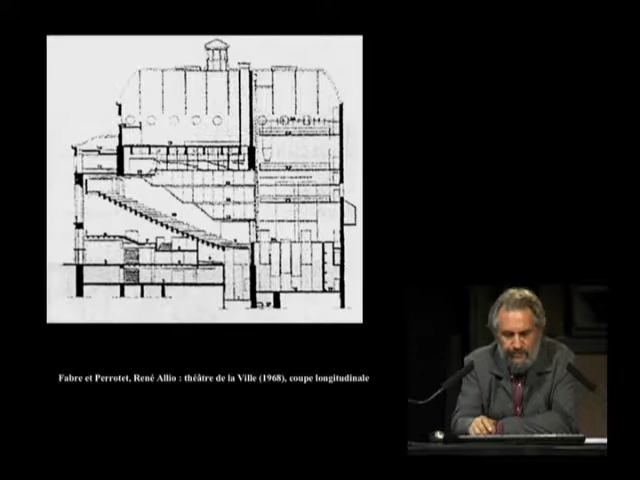 Fabre et Perrotet, René Allio : théâtre de la Ville (1968), coupe longitudinale